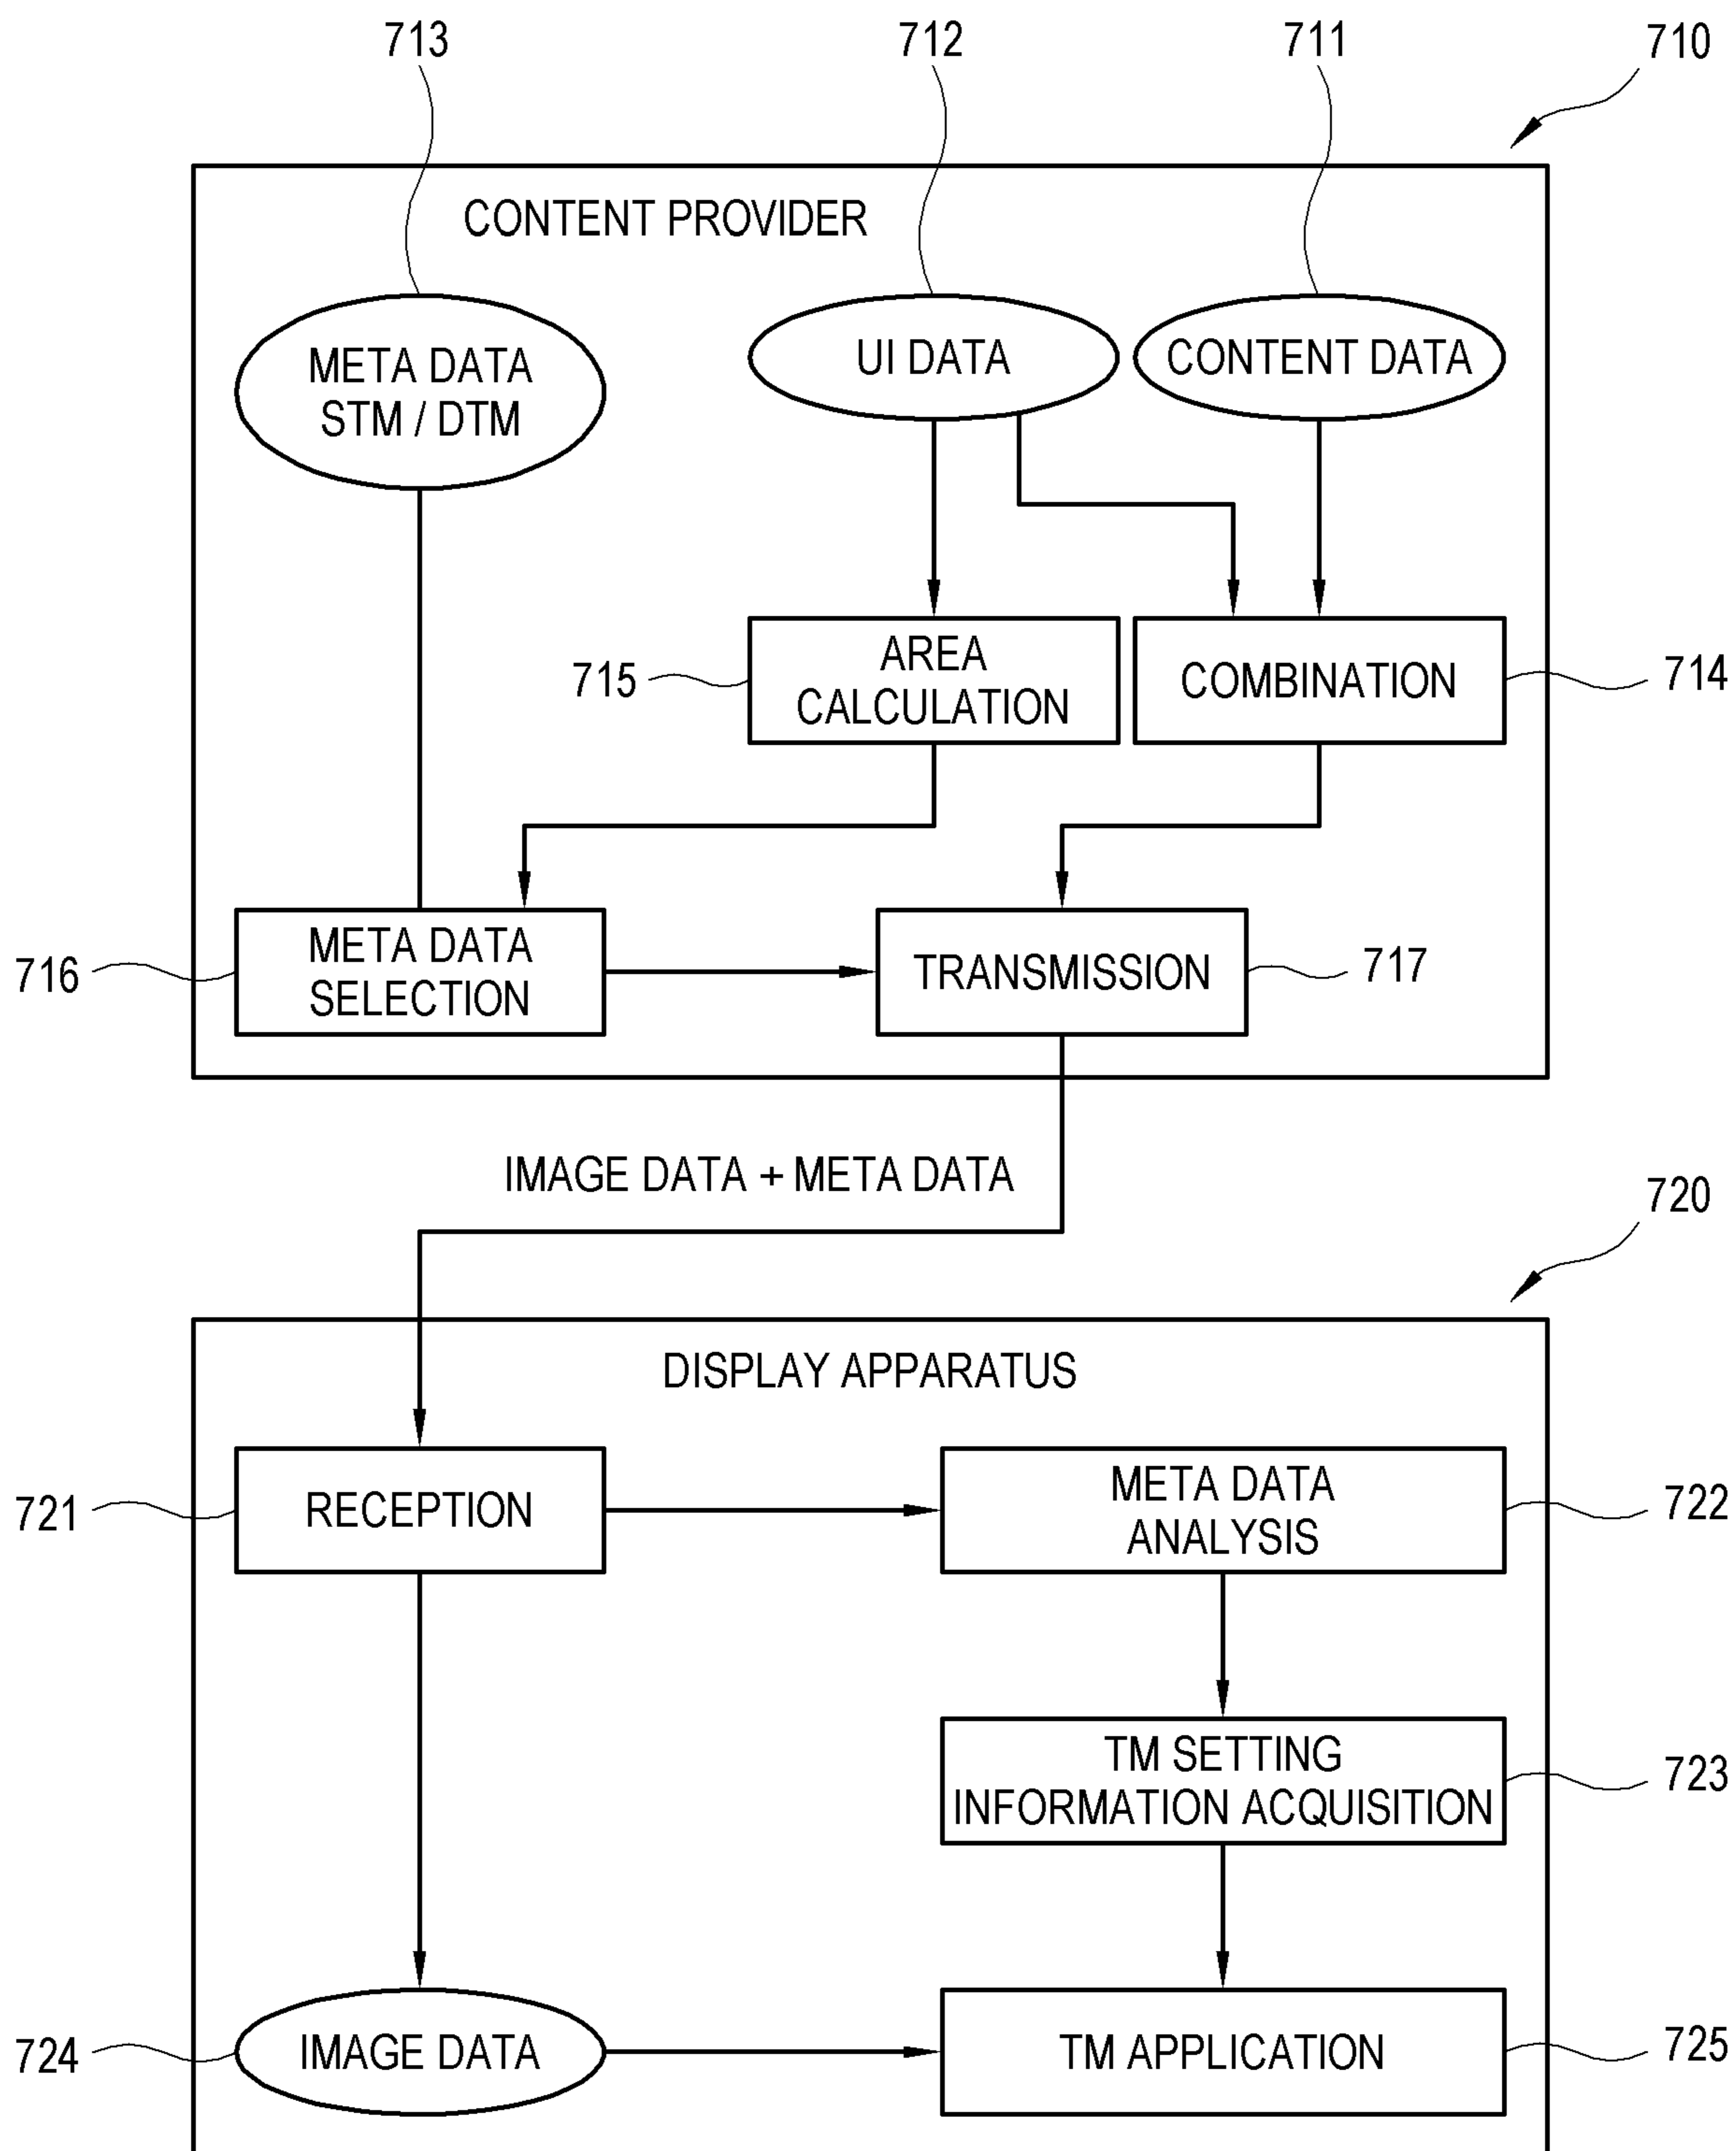 713
712
711
710
CONTENT PROVIDER
META DATA
STM / DTM
UI DATA
CONTENT DATA
715
AREA
CALCULATION
COMBINATION
714
716
META DATA
SELECTION
TRANSMISSION
717
IMAGE DATA + META DATA
720
DISPLAY APPARATUS
721
RECEPTION
META DATA
ANALYSIS
722
TM SETTING
INFORMATION ACQUISITION
723
724
IMAGE DATA
TM APPLICATION
725